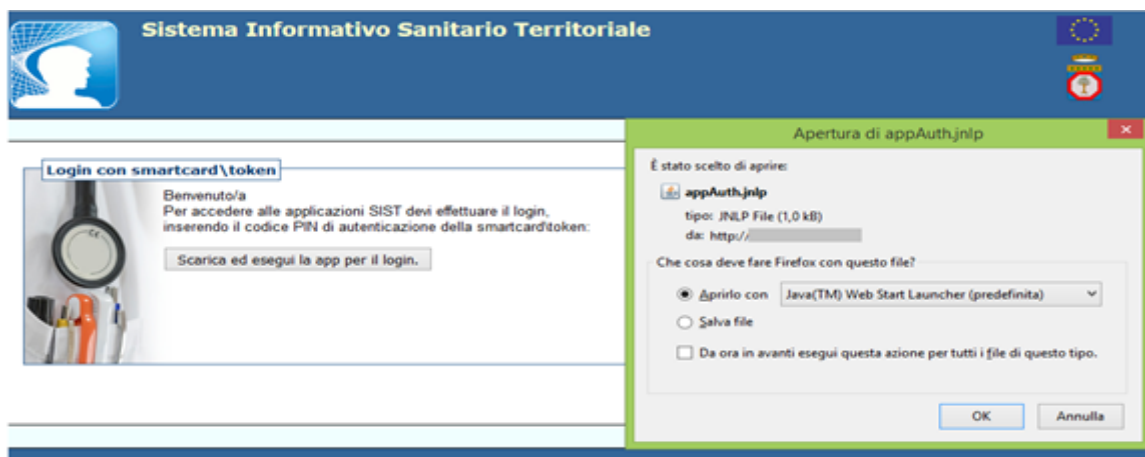 Sistema Informativo Sanitario Territoriale
Login con smartcard\token
Benvenuto/a
Per accedere alle applicazioni SIST devi effettuare il login,
inserendo il codice PIN di autenticazione della smartcard\token:
Scarica ed esegui la app per il login.
Apertura di appAuth.jnlp
È stato scelto di aprire:
appAuth.jnlp
tipo: JNLP File (1,0 kB)
da: http://
Che cosa deve fare Firefox con questo file?
Aprirlo con Java(TM) Web Start Launcher (predefinita)
Salva file
Da ora in avanti esegui questa azione per tutti i file di questo tipo.
OK Annulla